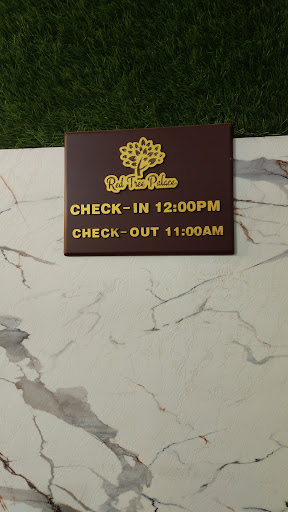 Red Tree Palace
CHECK-IN 12:00PM
CHECK-OUT 11:00AM